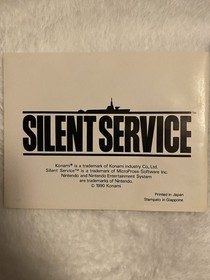 SILENT SERVICE
Konami® is a trademark of Konami Industry Co., Ltd.
Silent Service™ is a trademark of MicroProse Software Inc.
Nintendo and Nintendo Entertainment System
are trademarks of Nintendo.
© 1990 Konami
Printed in Japan
Stampato in Giappone